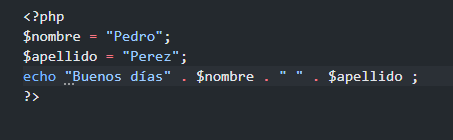 <?php
$nombre = "Pedro";
$apellido = "Perez";
echo "Buenos días" . $nombre . " " . $apellido ;
?>